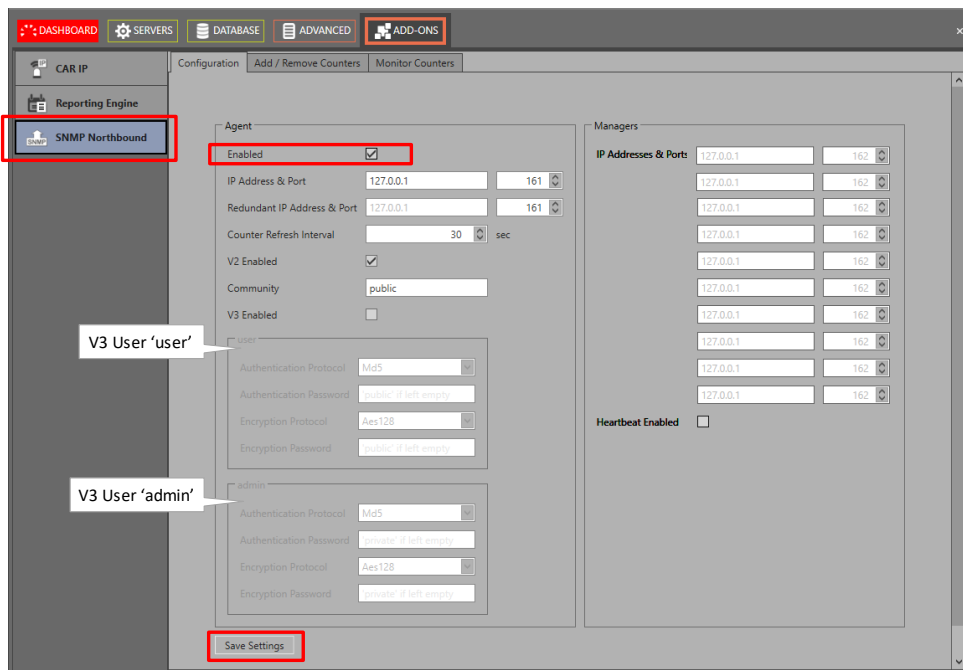 DASHBOARD SERVERS DATABASE ADVANCED ADD-ONS
CAR IP
Reporting Engine
SNMP SNMP Northbound
Configuration Add / Remove Counters Monitor Counters
Agent
Enabled
IP Address & Port 127.0.0.1 161
Redundant IP Address & Port 127.0.0.1 161
Counter Refresh Interval 30 sec
V2 Enabled
Community public
V3 Enabled
V3 User ‘user’
user
Authentication Protocol Md5
Authentication Password 'public' if left empty
Encryption Protocol Aes128
Encryption Password 'public' if left empty
V3 User ‘admin’
admin
Authentication Protocol Md5
Authentication Password 'private' if left empty
Encryption Protocol Aes128
Encryption Password 'private' if left empty
Save Settings
Managers
IP Addresses & Ports 127.0.0.1 162
127.0.0.1 162
127.0.0.1 162
127.0.0.1 162
127.0.0.1 162
127.0.0.1 162
127.0.0.1 162
127.0.0.1 162
127.0.0.1 162
127.0.0.1 162
Heartbeat Enabled